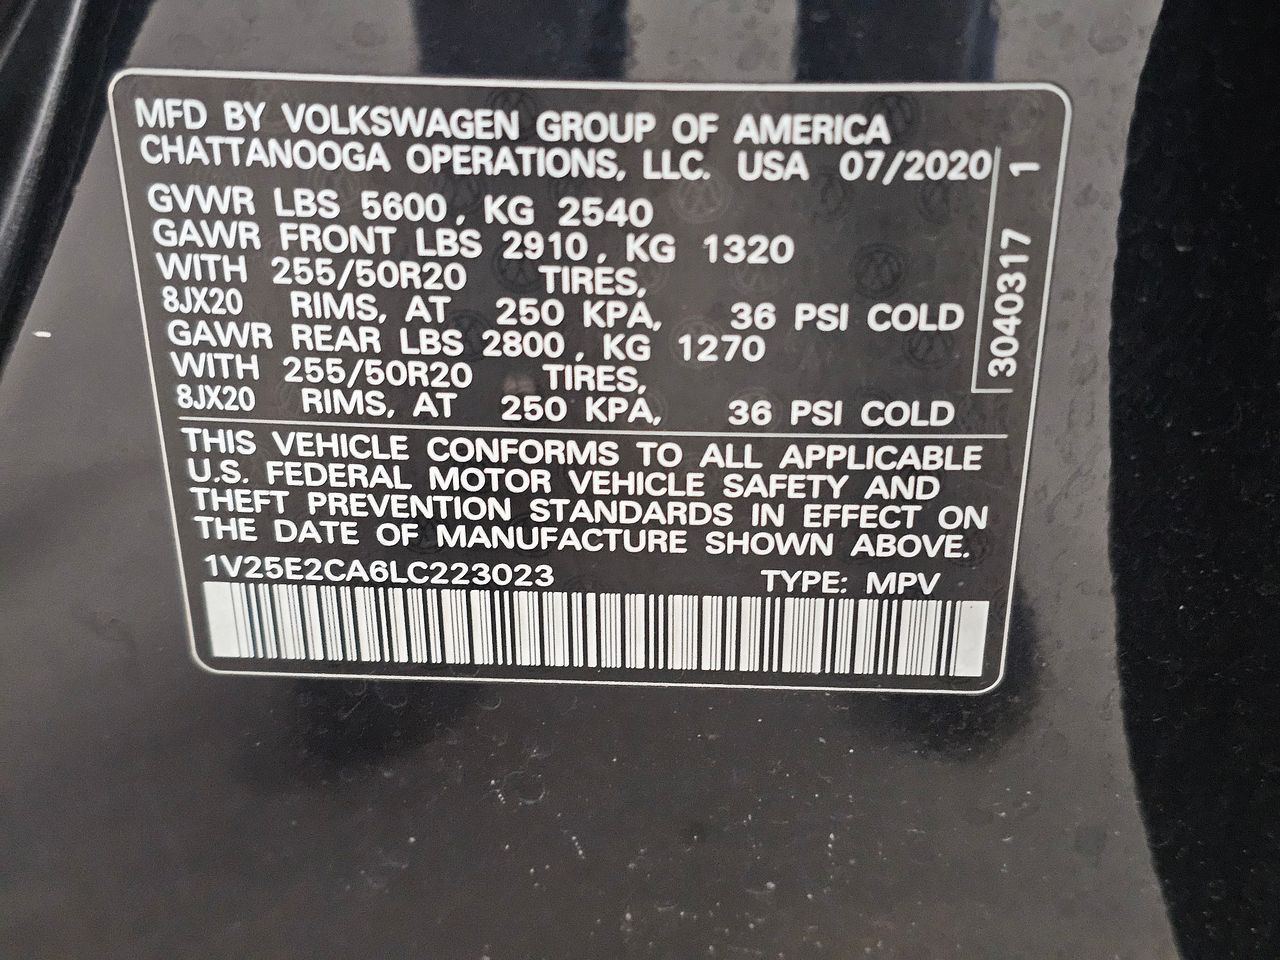 MFD BY VOLKSWAGEN GROUP OF AMERICA
CHATTANOOGA OPERATIONS, LLC. USA 07/2020
GVWR LBS 5600, KG 2540
GAWR FRONT LBS 2910, KG 1320
WITH 255/50R20 TIRES,
8JX20 RIMS, AT 250 KPA, 36 PSI COLD
GAWR REAR LBS 2800, KG 1270
WITH 255/50R20 TIRES,
8JX20 RIMS, AT 250 KPA, 36 PSI COLD
3040317 1
THIS VEHICLE CONFORMS TO ALL APPLICABLE
U.S. FEDERAL MOTOR VEHICLE SAFETY AND
THEFT PREVENTION STANDARDS IN EFFECT ON
THE DATE OF MANUFACTURE SHOWN ABOVE.
1V25E2CA6LC223023 TYPE: MPV